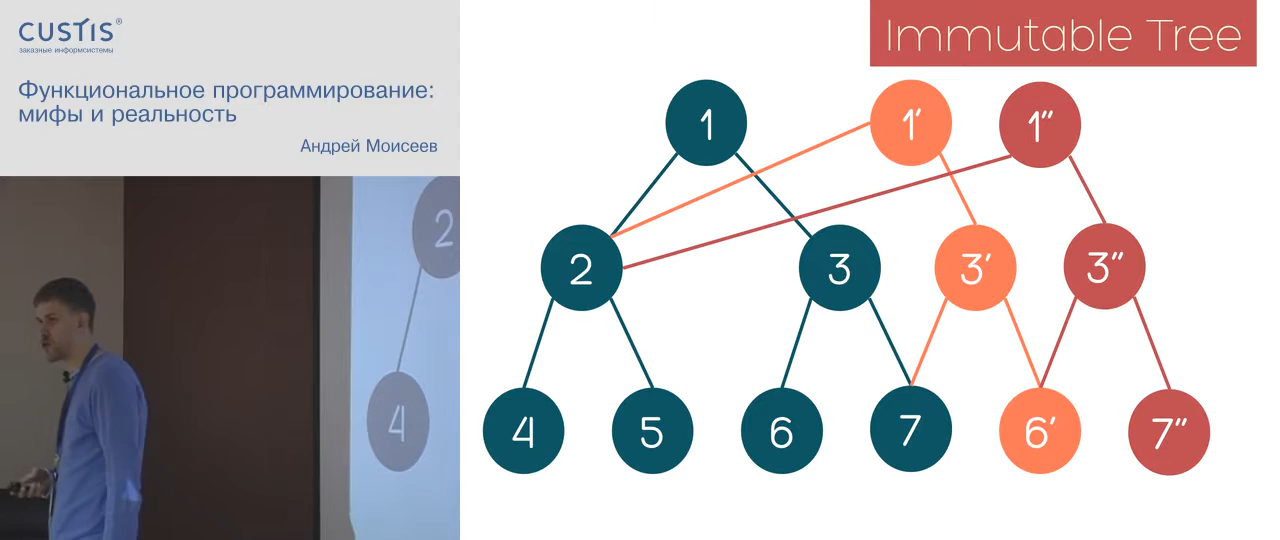 CUSTIS®
заказные информсистемы
Функциональное программирование:
мифы и реальность
Андрей Моисеев
2
4
Immutable Tree
1 1′ 1″
2 3 3′ 3″
4 5 6 7 6′ 7″